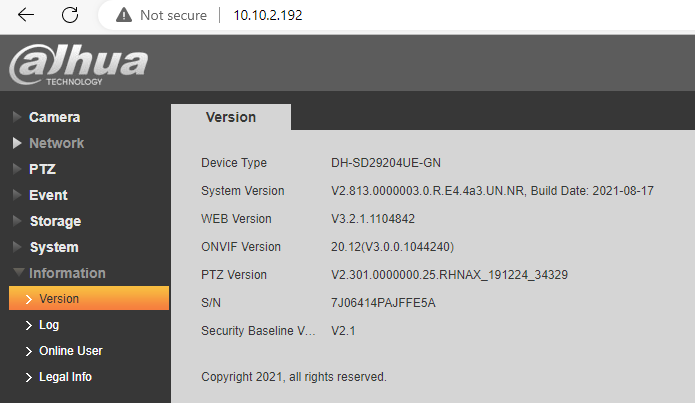 Not secure 10.10.2.192
alhua
TECHNOLOGY
Camera
Network
PTZ
Event
Storage
System
Information
Version
Log
Online User
Legal Info
Version
Device Type DH-SD29204UE-GN
System Version V2.813.0000003.0.R.E4.4a3.UN.NR, Build Date: 2021-08-17
WEB Version V3.2.1.1104842
ONVIF Version 20.12(V3.0.0.1044240)
PTZ Version V2.301.0000000.25.RHNAX_191224_34329
S/N 7J06414PAJFFE5A
Security Baseline V... V2.1
Copyright 2021, all rights reserved.